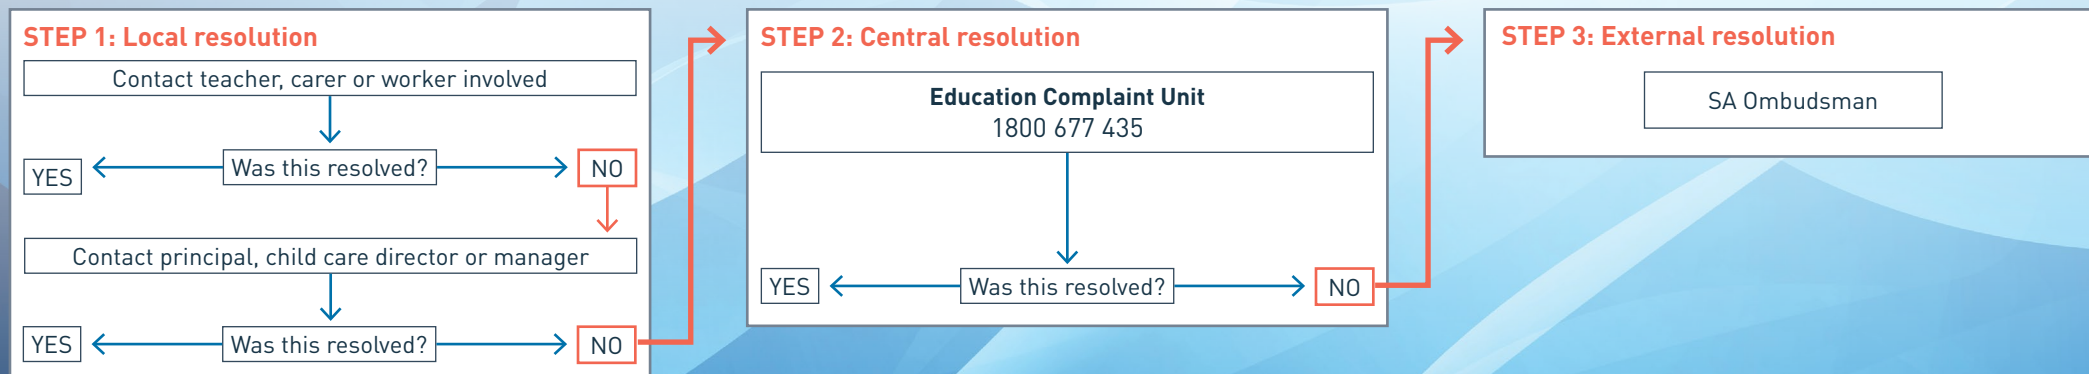 STEP 1: Local resolution
Contact teacher, carer or worker involved
Was this resolved?
YES
NO
Contact principal, child care director or manager
Was this resolved?
YES
NO
STEP 2: Central resolution
Education Complaint Unit
1800 677 435
Was this resolved?
YES
NO
STEP 3: External resolution
SA Ombudsman